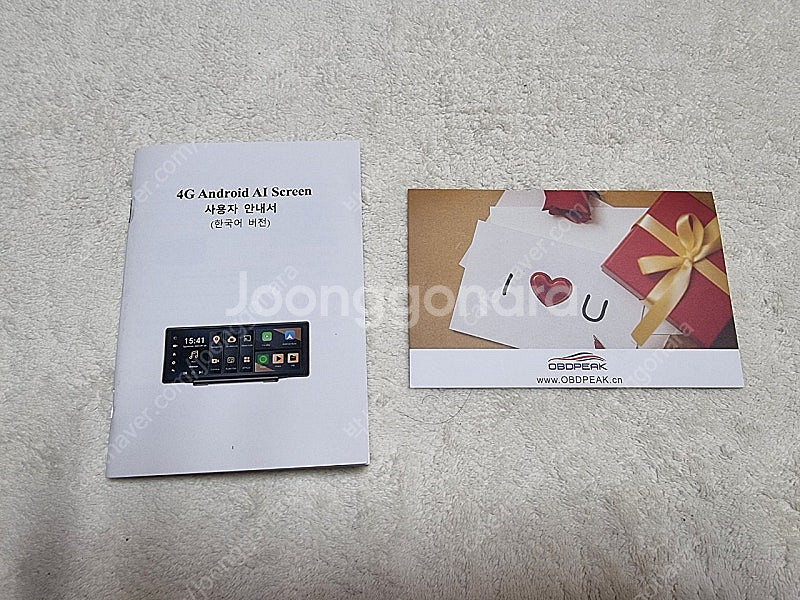 4G Android AI Screen
사용자 안내서
(한국어 버전)
15:41
I
U
OBDPEAK
www.OBDPEAK.cn
Joonggonara